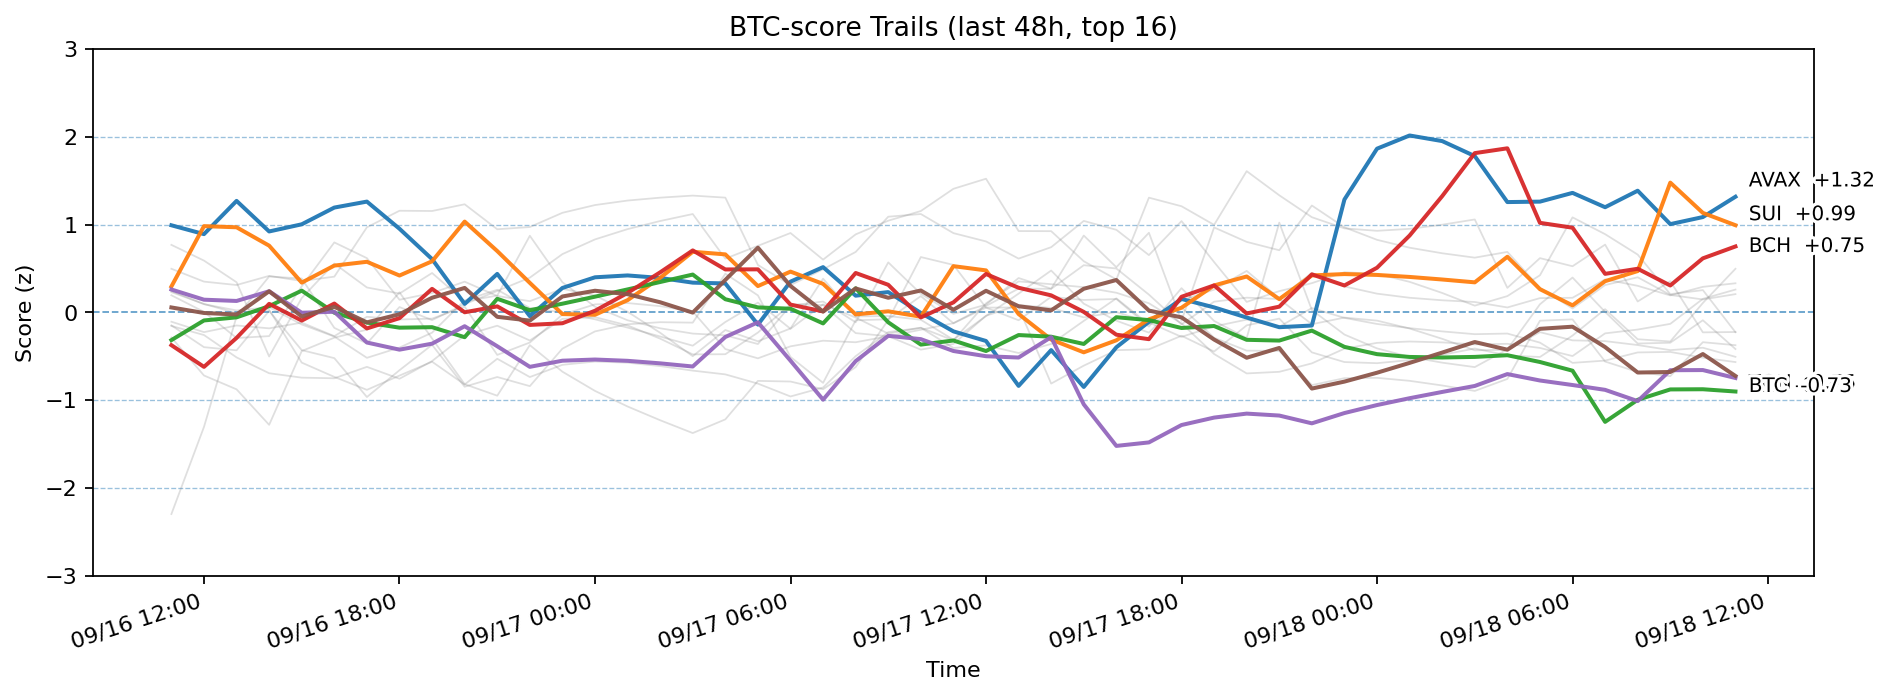 BTC-score Trails (last 48h, top 16)
3
2
1
0
−1
−2
−3
Score (z)
AVAX +1.32
SUI +0.99
BCH +0.75
BTC -0.73
09/16 12:00
09/16 18:00
09/17 00:00
09/17 06:00
09/17 12:00
09/17 18:00
09/18 00:00
09/18 06:00
09/18 12:00
Time